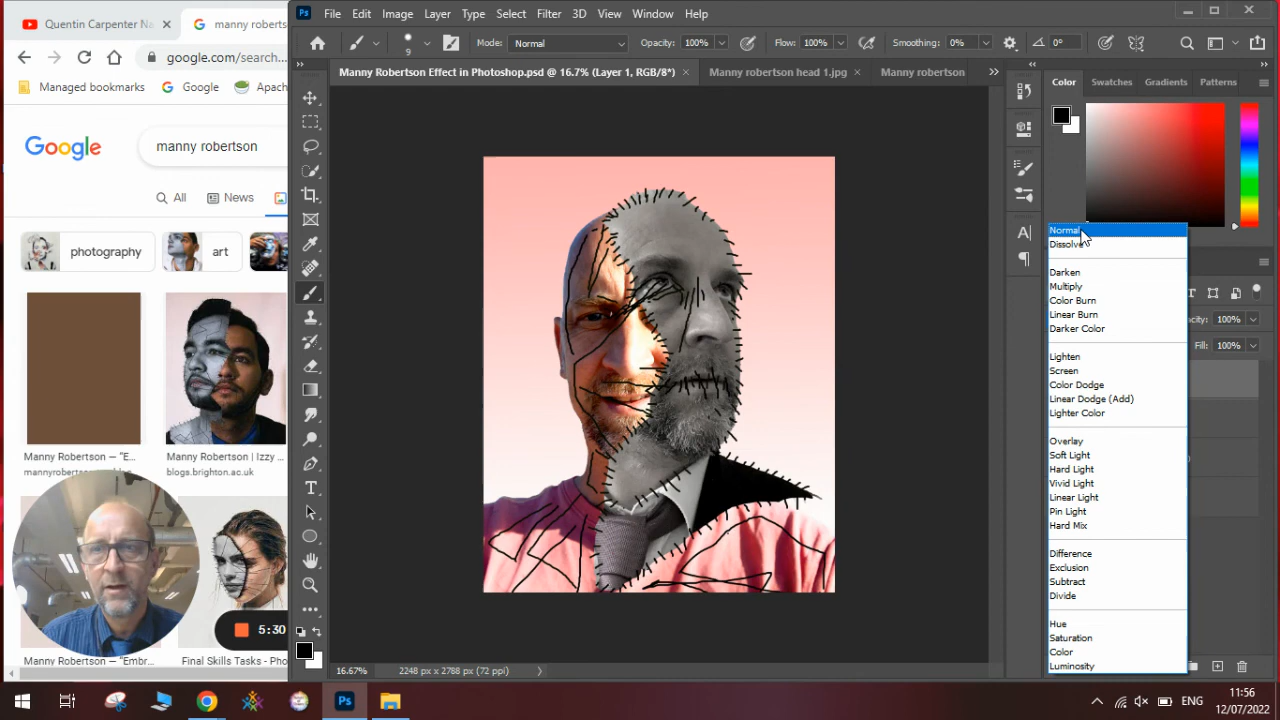 Quentin Carpenter Na
manny roberts
File Edit Image Layer Type Select Filter 3D View Window Help
google.com/search...
9 Mode: Normal Opacity: 100% Flow: 100% Smoothing: 0% 0°
Managed bookmarks Google Apach
Manny Robertson Effect in Photoshop.psd @ 16.7% (Layer 1, RGB/8*) Manny robertson head 1.jpg Manny robertson
Color Swatches Gradients Patterns
Google
manny robertson
All News
photography art
Normal
Dissolve
Darken
Multiply
Color Burn
Linear Burn
Darker Color
Lighten
Screen
Color Dodge
Linear Dodge (Add)
Lighter Color
Overlay
Soft Light
Hard Light
Vivid Light
Linear Light
Pin Light
Hard Mix
Difference
Exclusion
Subtract
Divide
Hue
Saturation
Color
Luminosity
acity: 100%
Fill: 100%
Manny Robertson — "E...
mannyrobertson...
Manny Robertson | Izzy ...
blogs.brighton.ac.uk
5:30
Manny Robertson — "Embr...
Final Skills Tasks - Pho
16.67% 2248 px x 2788 px (72 ppi)
Ps
ENG
11:56
12/07/2022